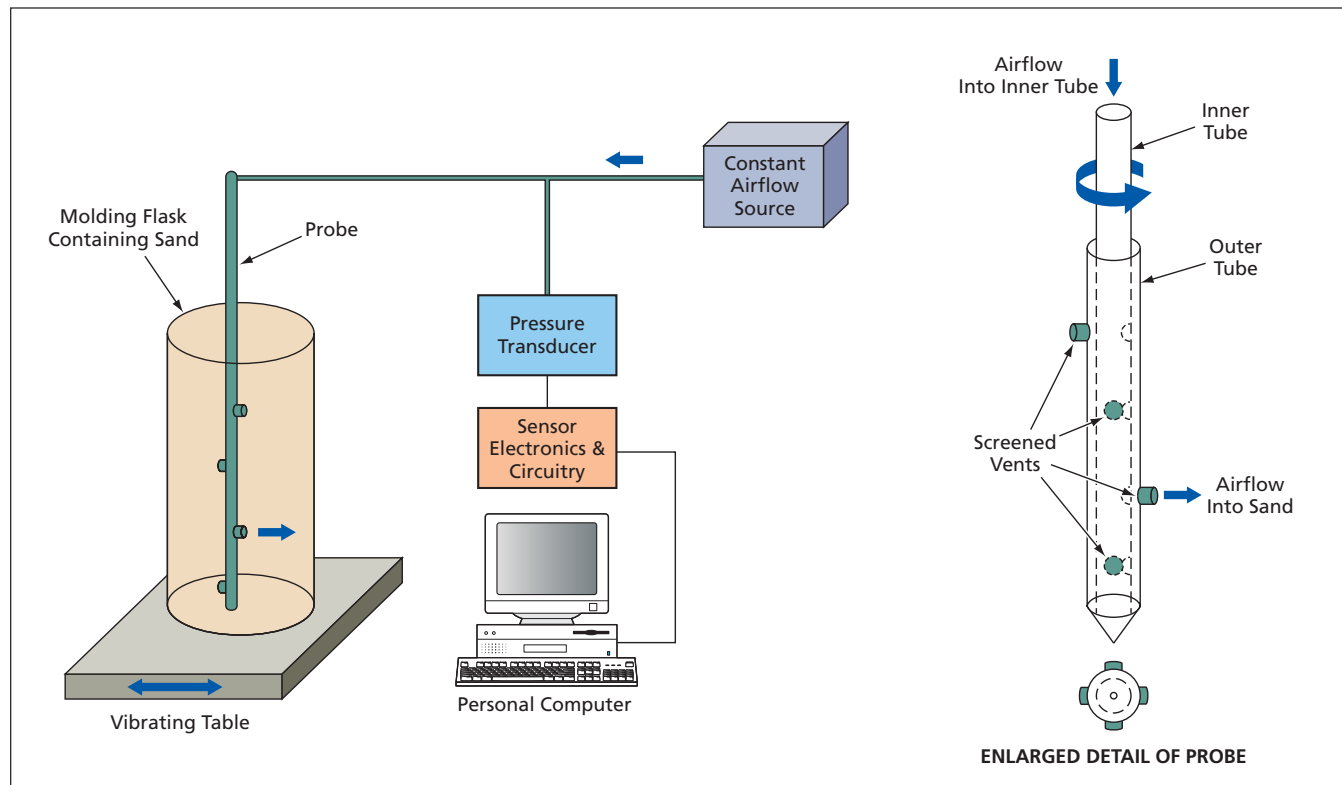 Molding Flask
Containing Sand
Probe
Constant
Airflow
Source
Pressure
Transducer
Sensor
Electronics &
Circuitry
Personal Computer
Vibrating Table
Airflow
Into Inner Tube
Inner
Tube
Outer
Tube
Screened
Vents
Airflow
Into Sand
ENLARGED DETAIL OF PROBE